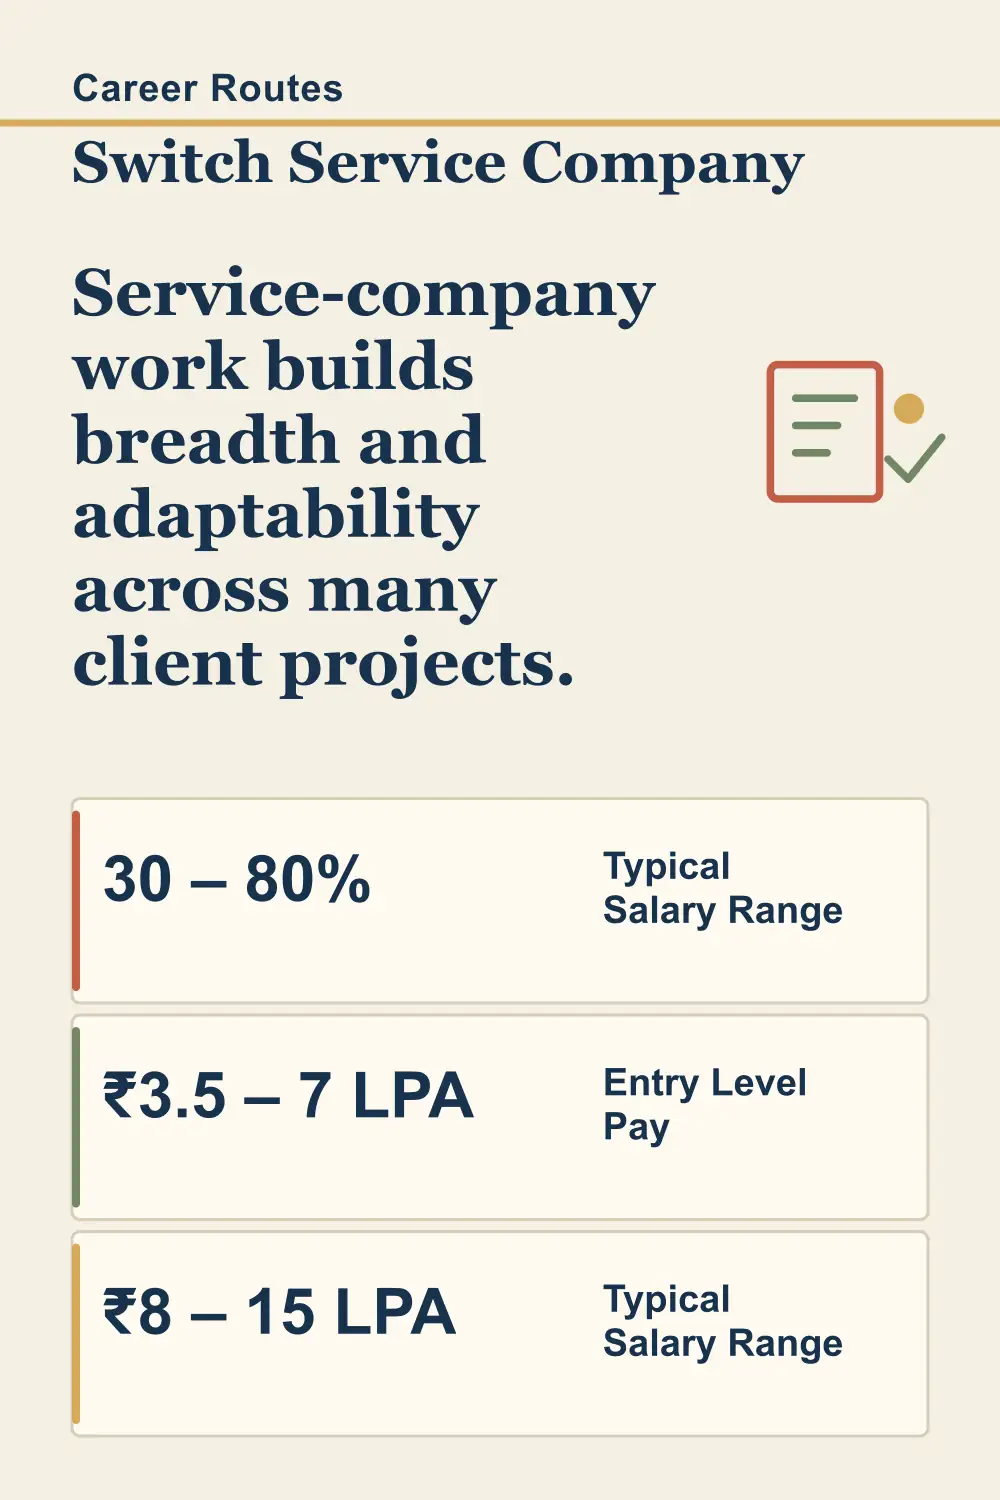 Career Routes
Switch Service Company
Service-company
work builds
breadth and
adaptability
across many
client projects.
30 – 80%
Typical
Salary Range
₹3.5 – 7 LPA
Entry Level
Pay
₹8 – 15 LPA
Typical
Salary Range